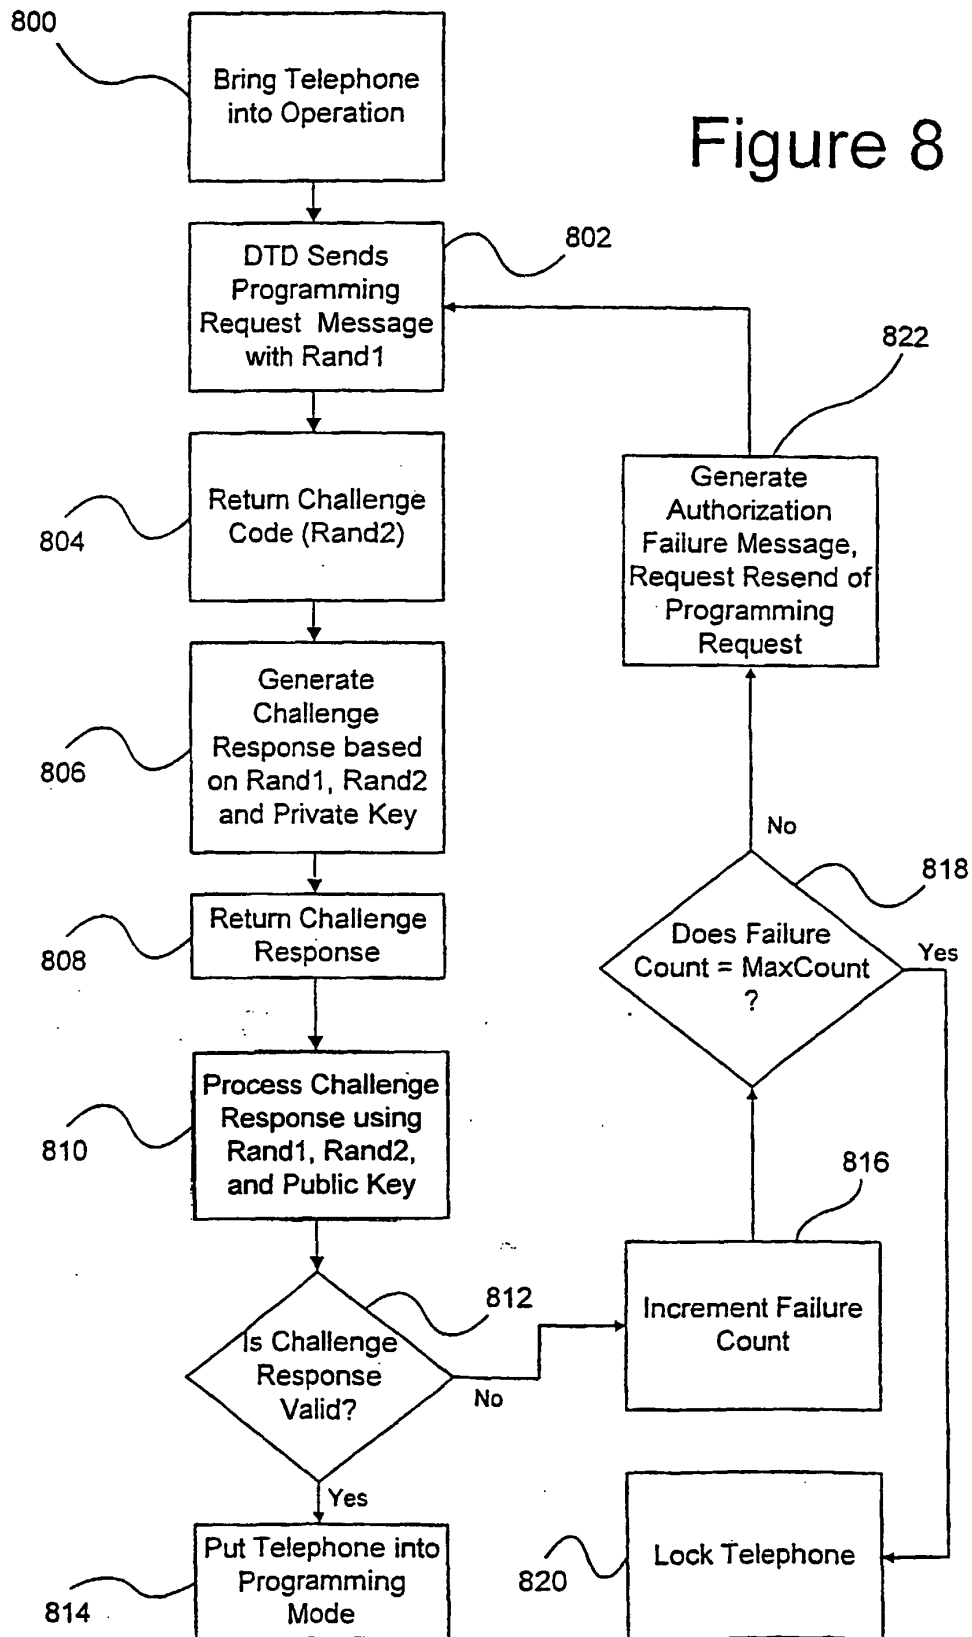 800
Bring Telephone
into Operation
Figure 8
802
DTD Sends
Programming
Request Message
with Rand1
822
804
Return Challenge
Code (Rand2)
Generate
Authorization
Failure Message,
Request Resend of
Programming
Request
806
Generate
Challenge
Response based
on Rand1, Rand2
and Private Key
No
818
808
Return Challenge
Response
Does Failure
Count = MaxCount
?
Yes
810
Process Challenge
Response using
Rand1, Rand2,
and Public Key
816
812
Is Challenge
Response
Valid?
No
Increment Failure
Count
Yes
814
Put Telephone into
Programming
Mode
820
Lock Telephone